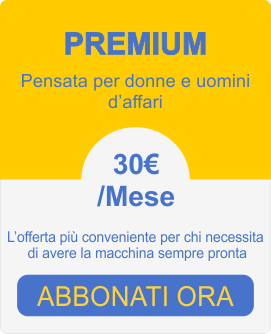 PREMIUM
Pensata per donne e uomini
d'affari
30€
/Mese
L'offerta più conveniente per chi necessita
di avere la macchina sempre pronta
ABBONATI ORA